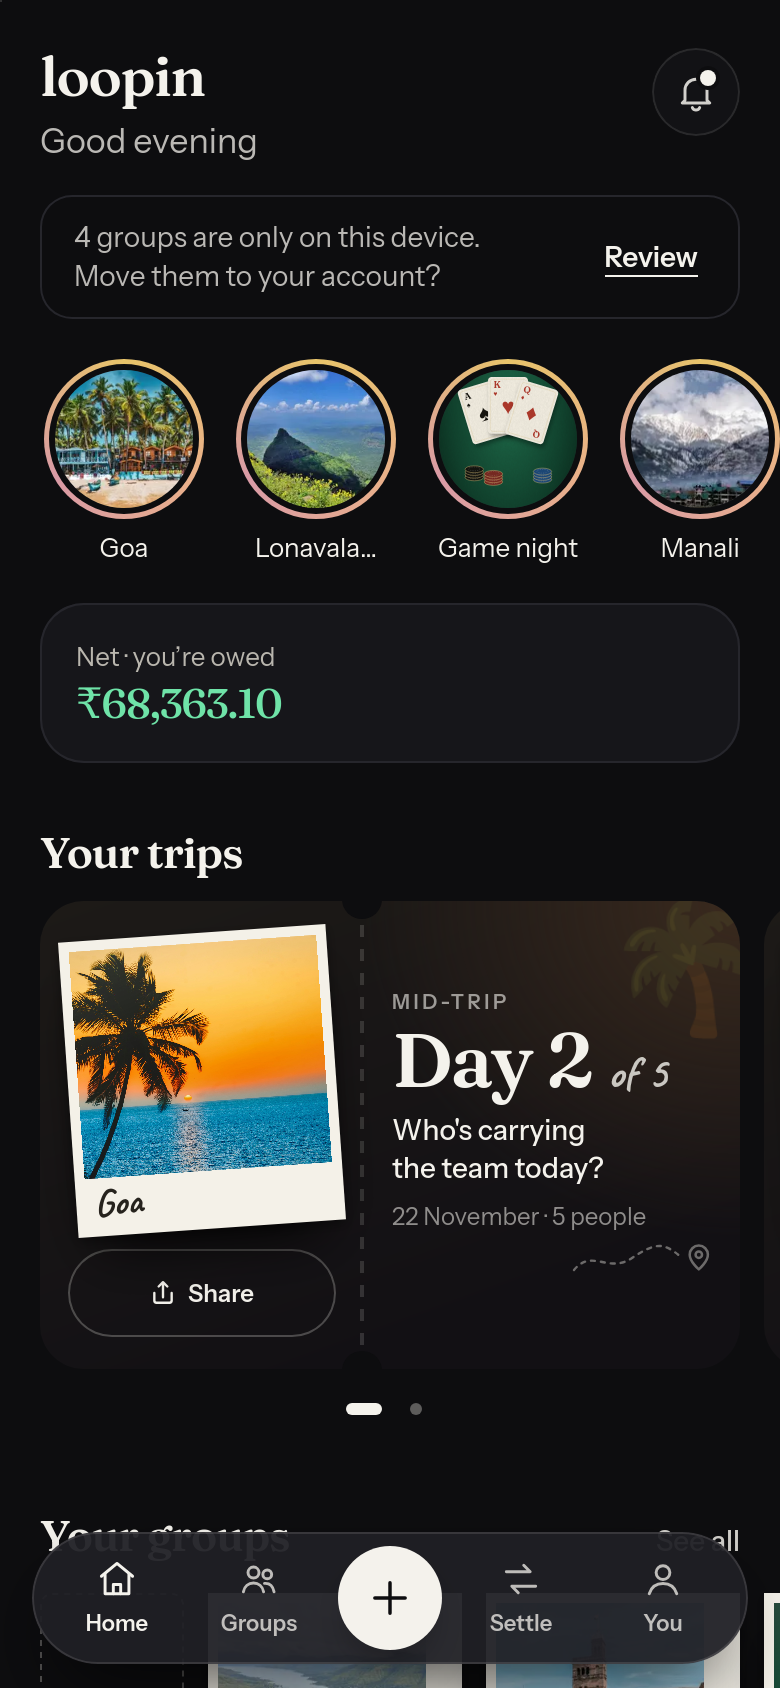 loopin
Good evening
4 groups are only on this device.
Move them to your account?
Review
Goa
Lonavala...
Game night
Manali
Net · you’re owed
₹68,363.10
Your trips
MID-TRIP
Day 2 of 5
Who's carrying
the team today?
22 November · 5 people
Goa
Share
Your groups
See all
Home
Groups
Settle
You